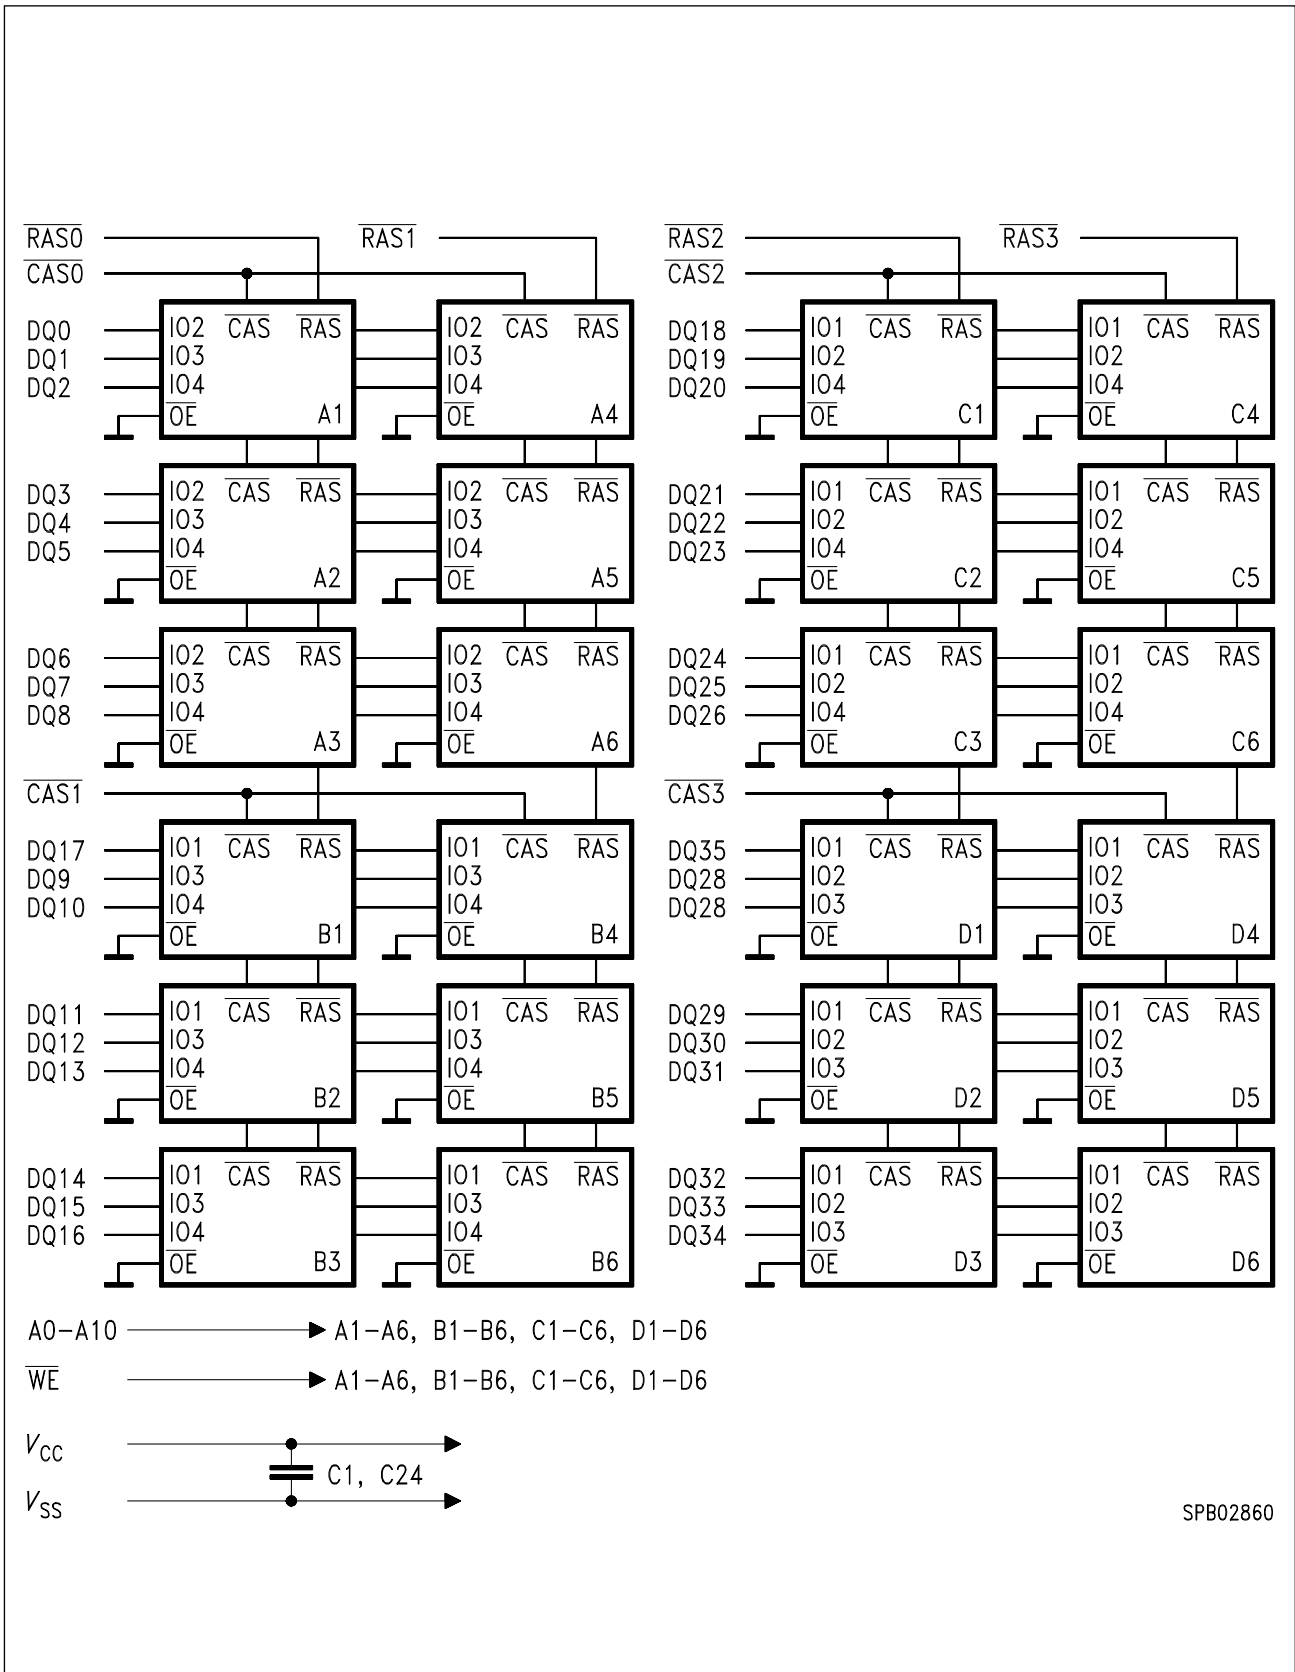 RAS0 RAS1 RAS2 RAS3
CAS0 CAS2
DQ0 IO2 CAS RAS IO2 CAS RAS DQ18 IO1 CAS RAS IO1 CAS RAS
DQ1 IO3 IO3 DQ19 IO2 IO2
DQ2 IO4 IO4 DQ20 IO4 IO4
OE A1 OE A4 OE C1 OE C4
DQ3 IO2 CAS RAS IO2 CAS RAS DQ21 IO1 CAS RAS IO1 CAS RAS
DQ4 IO3 IO3 DQ22 IO2 IO2
DQ5 IO4 IO4 DQ23 IO4 IO4
OE A2 OE A5 OE C2 OE C5
DQ6 IO2 CAS RAS IO2 CAS RAS DQ24 IO1 CAS RAS IO1 CAS RAS
DQ7 IO3 IO3 DQ25 IO2 IO2
DQ8 IO4 IO4 DQ26 IO4 IO4
OE A3 OE A6 OE C3 OE C6
CAS1 CAS3
DQ17 IO1 CAS RAS IO1 CAS RAS DQ35 IO1 CAS RAS IO1 CAS RAS
DQ9 IO3 IO3 DQ28 IO2 IO2
DQ10 IO4 IO4 DQ28 IO3 IO3
OE B1 OE B4 OE D1 OE D4
DQ11 IO1 CAS RAS IO1 CAS RAS DQ29 IO1 CAS RAS IO1 CAS RAS
DQ12 IO3 IO3 DQ30 IO2 IO2
DQ13 IO4 IO4 DQ31 IO3 IO3
OE B2 OE B5 OE D2 OE D5
DQ14 IO1 CAS RAS IO1 CAS RAS DQ32 IO1 CAS RAS IO1 CAS RAS
DQ15 IO3 IO3 DQ33 IO2 IO2
DQ16 IO4 IO4 DQ34 IO3 IO3
OE B3 OE B6 OE D3 OE D6
A0-A10 A1-A6, B1-B6, C1-C6, D1-D6
WE A1-A6, B1-B6, C1-C6, D1-D6
VCC
C1, C24
VSS
SPB02860